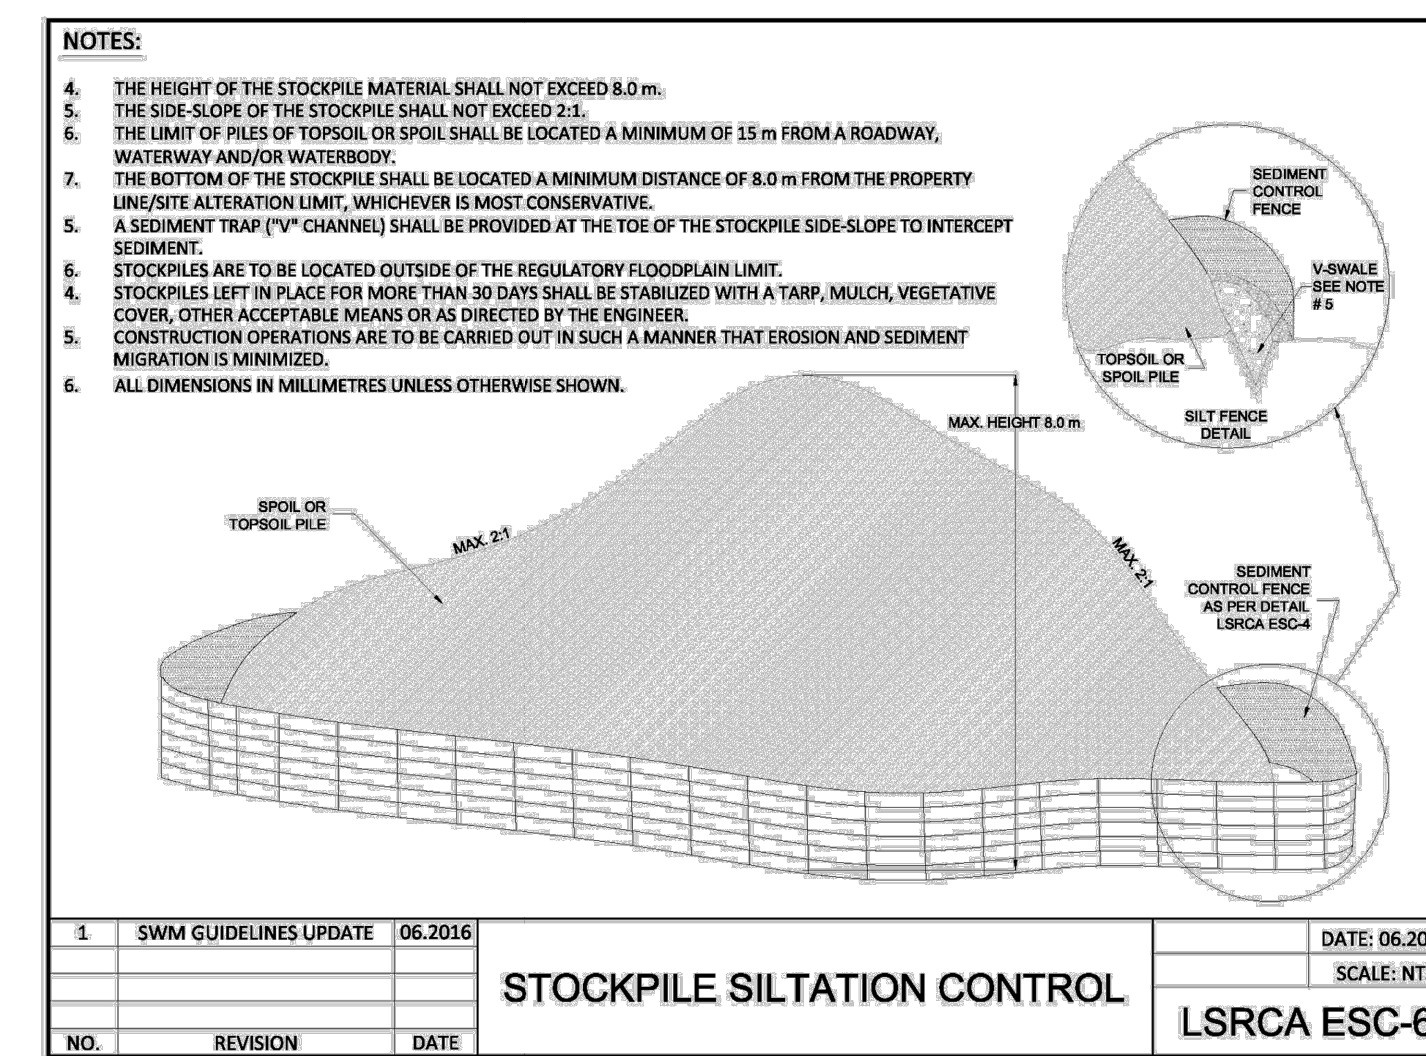 NOTES:
4. THE HEIGHT OF THE STOCKPILE MATERIAL SHALL NOT EXCEED 8.0 m.
5. THE SIDE-SLOPE OF THE STOCKPILE SHALL NOT EXCEED 2:1.
6. THE LIMIT OF PILES OF TOPSOIL OR SPOIL SHALL BE LOCATED A MINIMUM OF 15 m FROM A ROADWAY,
WATERWAY AND/OR WATERBODY.
7. THE BOTTOM OF THE STOCKPILE SHALL BE LOCATED A MINIMUM DISTANCE OF 8.0 m FROM THE PROPERTY
LINE/SITE ALTERATION LIMIT, WHICHEVER IS MOST CONSERVATIVE.
5. A SEDIMENT TRAP ("V" CHANNEL) SHALL BE PROVIDED AT THE TOE OF THE STOCKPILE SIDE-SLOPE TO INTERCEPT
SEDIMENT.
6. STOCKPILES ARE TO BE LOCATED OUTSIDE OF THE REGULATORY FLOODPLAIN LIMIT.
4. STOCKPILES LEFT IN PLACE FOR MORE THAN 30 DAYS SHALL BE STABILIZED WITH A TARP, MULCH, VEGETATIVE
COVER, OTHER ACCEPTABLE MEANS OR AS DIRECTED BY THE ENGINEER.
5. CONSTRUCTION OPERATIONS ARE TO BE CARRIED OUT IN SUCH A MANNER THAT EROSION AND SEDIMENT
MIGRATION IS MINIMIZED.
6. ALL DIMENSIONS IN MILLIMETRES UNLESS OTHERWISE SHOWN.
SEDIMENT
CONTROL
FENCE
V-SWALE
SEE NOTE
# 5
TOPSOIL OR
SPOIL PILE
SILT FENCE
DETAIL
MAX. HEIGHT 8.0 m
SPOIL OR
TOPSOIL PILE
MAX. 2:1
MAX. 2:1
SEDIMENT
CONTROL FENCE
AS PER DETAIL
LSRCA ESC-4
1 SWM GUIDELINES UPDATE 06.2016
NO. REVISION DATE
STOCKPILE SILTATION CONTROL
DATE: 06.20
SCALE: NT
LSRCA ESC-6